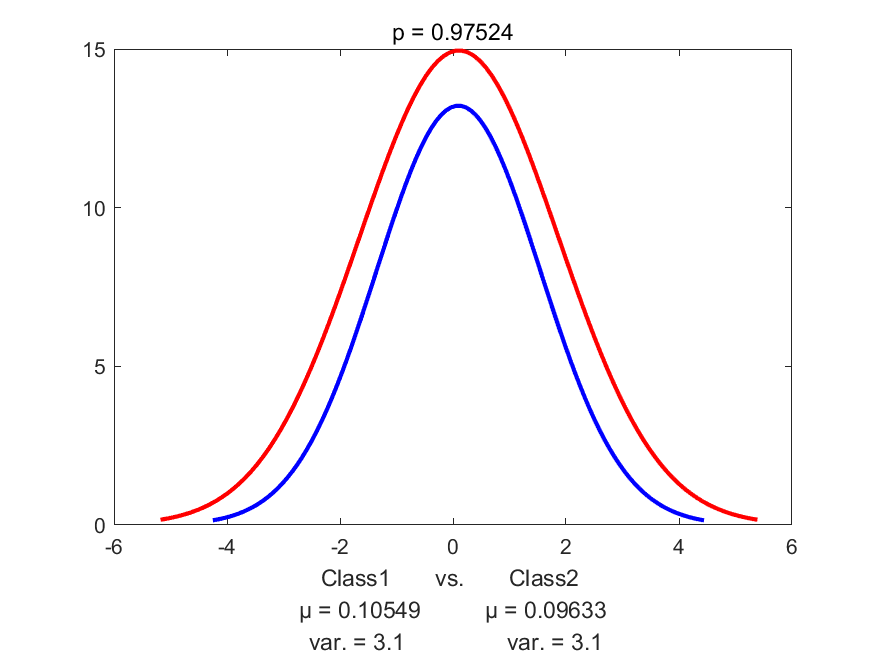 p = 0.97524
15
10
5
0
-6 -4 -2 0 2 4 6
Class1 vs. Class2
μ = 0.10549 μ = 0.09633
var. = 3.1 var. = 3.1